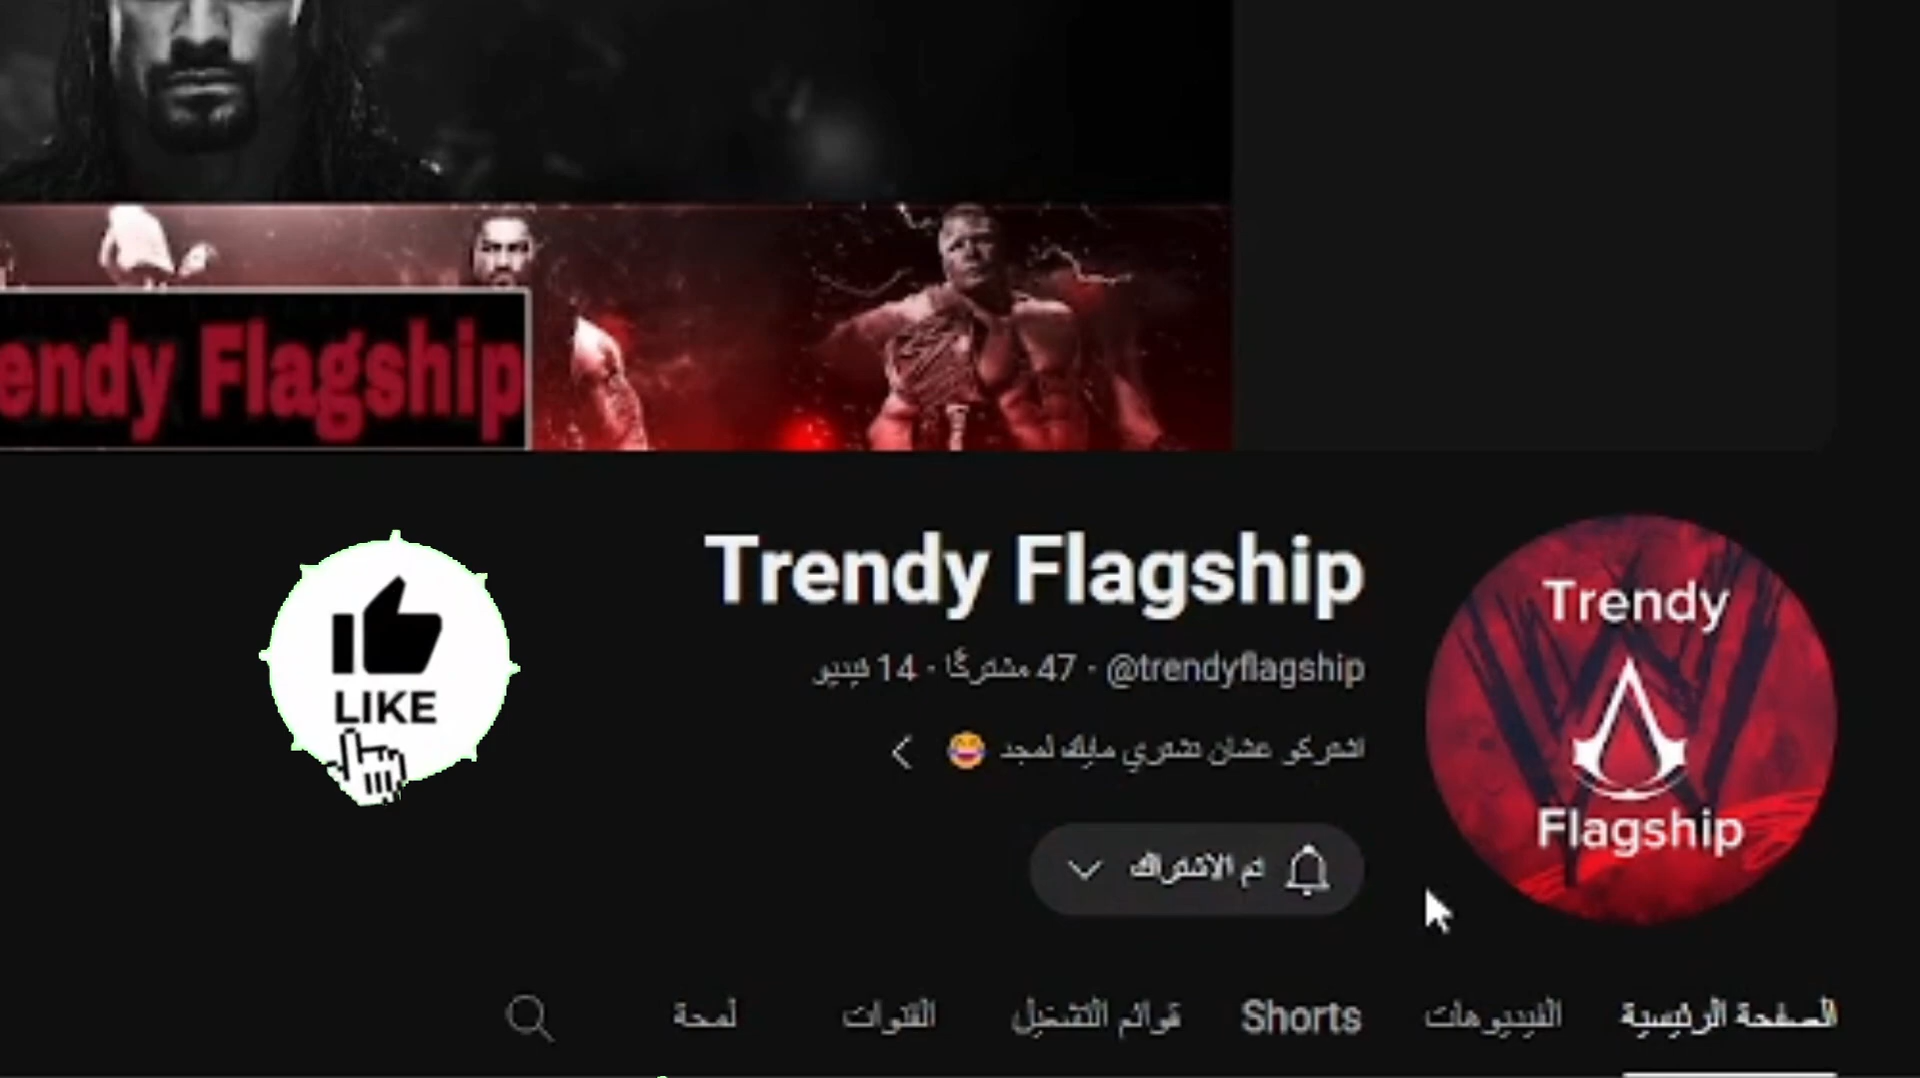 endy Flagship
Trendy Flagship
@trendyflagship · 47 مشتركًا · 14 فيديو
اشتركو عشان نشتري مايك لمجد 😂
تم الاشتراك
LIKE
Trendy
Flagship
الصفحة الرئيسية الفيديوهات Shorts قوائم التشغيل القنوات لمحة